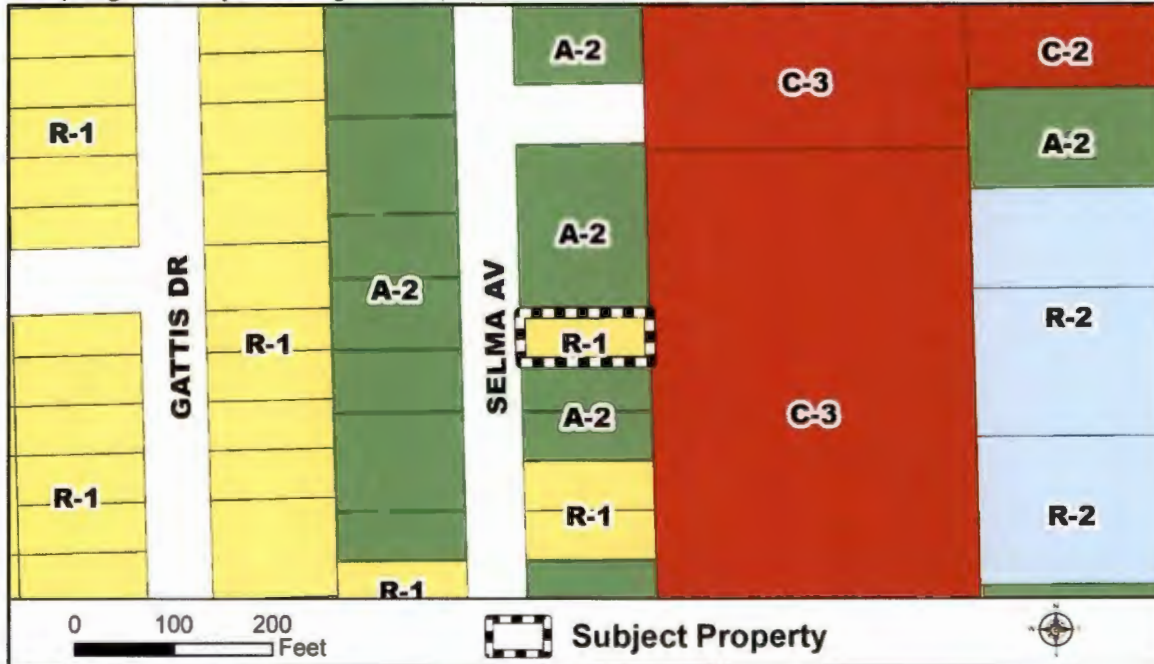 A-2
C-2
C-3
R-1
A-2
A-2
A-2
R-2
R-1
R-1
GATTIS DR
SELMA AV
A-2
C-3
R-1
R-1
R-2
R-1
0 100 200
Feet
Subject Property